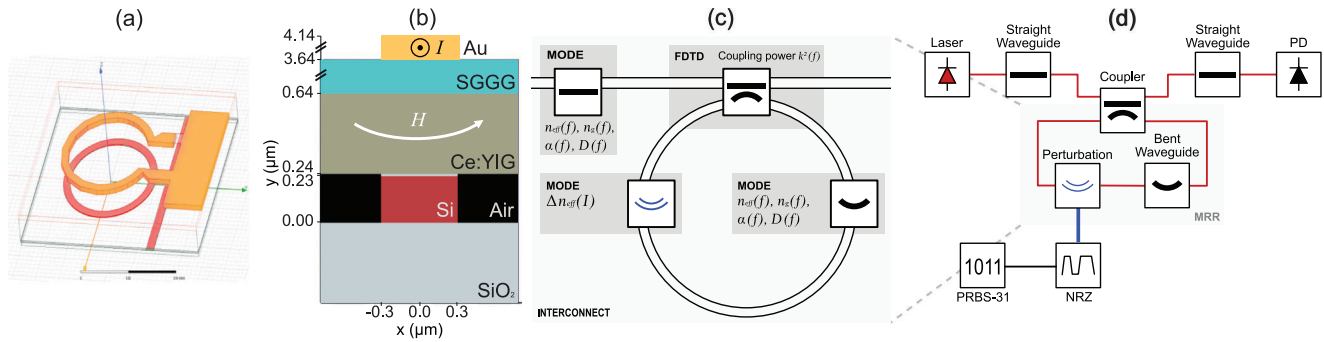 (a)
(b)
(c)
(d)
4.14
3.64
0.64
0.24
0.23
0.00
y (μm)
I
Au
SGGG
H
Ce:YIG
Si
Air
SiO₂
-0.3
0.0
0.3
x (μm)
MODE
n_eff(f), n_g(f),
α(f), D(f)
FDTD
Coupling power k²(f)
MODE
Δn_eff(I)
MODE
n_eff(f), n_g(f),
α(f), D(f)
INTERCONNECT
Laser
Straight
Waveguide
Coupler
Straight
Waveguide
PD
Perturbation
Bent
Waveguide
MRR
1011
PRBS-31
NRZ